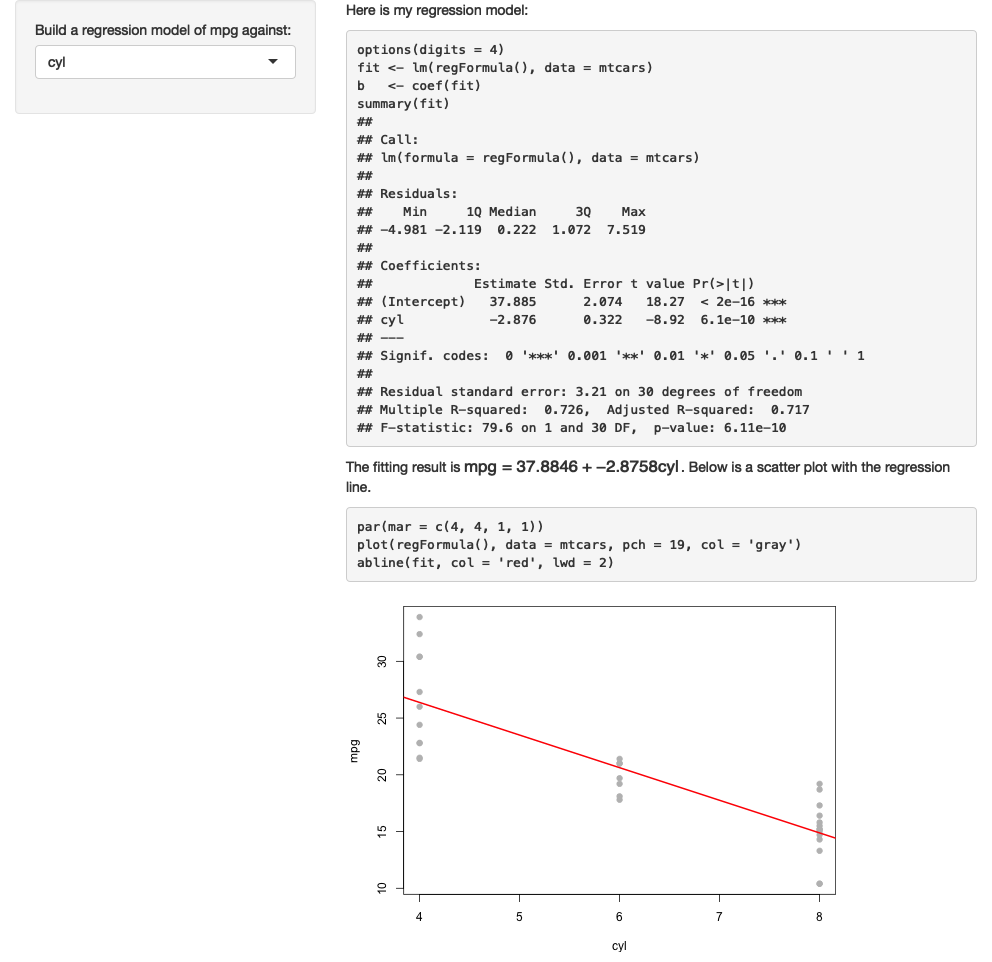 Build a regression model of mpg against:
cyl
Here is my regression model:
options(digits = 4)
fit <- lm(regFormula(), data = mtcars)
b   <- coef(fit)
summary(fit)
##
## Call:
## lm(formula = regFormula(), data = mtcars)
##
## Residuals:
##    Min     1Q Median     3Q    Max
## -4.981 -2.119  0.222  1.072  7.519
##
## Coefficients:
##             Estimate Std. Error t value Pr(>|t|)
## (Intercept)   37.885      2.074   18.27  < 2e-16 ***
## cyl           -2.876      0.322   -8.92  6.1e-10 ***
## ---
## Signif. codes:  0 '***' 0.001 '**' 0.01 '*' 0.05 '.' 0.1 ' ' 1
##
## Residual standard error: 3.21 on 30 degrees of freedom
## Multiple R-squared:  0.726,  Adjusted R-squared:  0.717
## F-statistic: 79.6 on 1 and 30 DF,  p-value: 6.11e-10
The fitting result is mpg = 37.8846 + −2.8758cyl. Below is a scatter plot with the regression
line.
par(mar = c(4, 4, 1, 1))
plot(regFormula(), data = mtcars, pch = 19, col = 'gray')
abline(fit, col = 'red', lwd = 2)
30
25
20
15
10
mpg
4 5 6 7 8
cyl